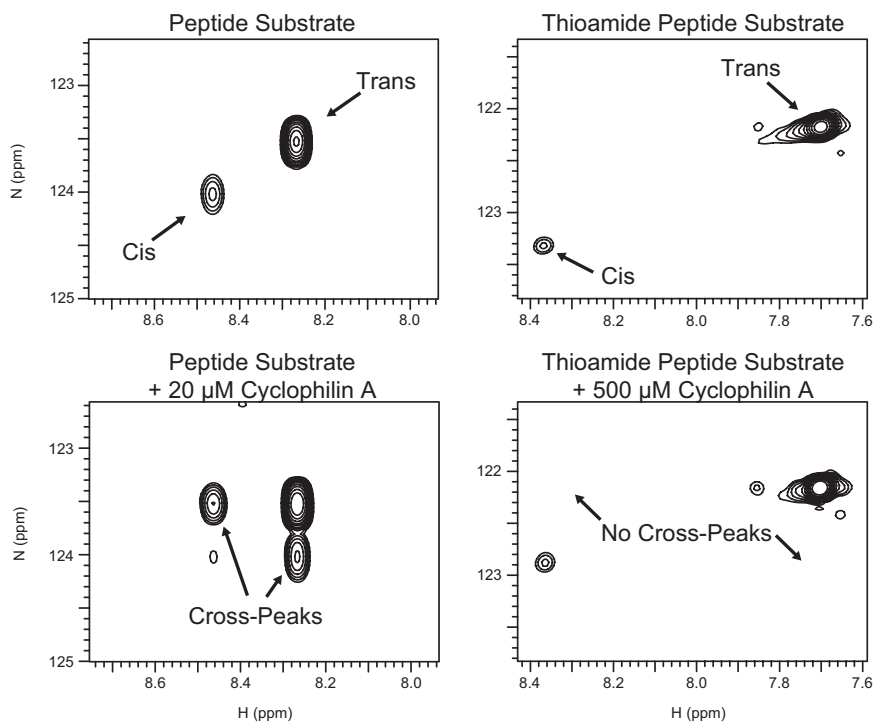 Peptide Substrate
Thioamide Peptide Substrate
N (ppm)
123
124
125
8.6
8.4
8.2
8.0
Trans
Cis
122
123
8.4
8.2
8.0
7.8
7.6
Trans
Cis
Peptide Substrate
+ 20 μM Cyclophilin A
Thioamide Peptide Substrate
+ 500 μM Cyclophilin A
N (ppm)
123
124
125
8.6
8.4
8.2
8.0
H (ppm)
Cross-Peaks
122
123
8.4
8.2
8.0
7.8
7.6
H (ppm)
No Cross-Peaks